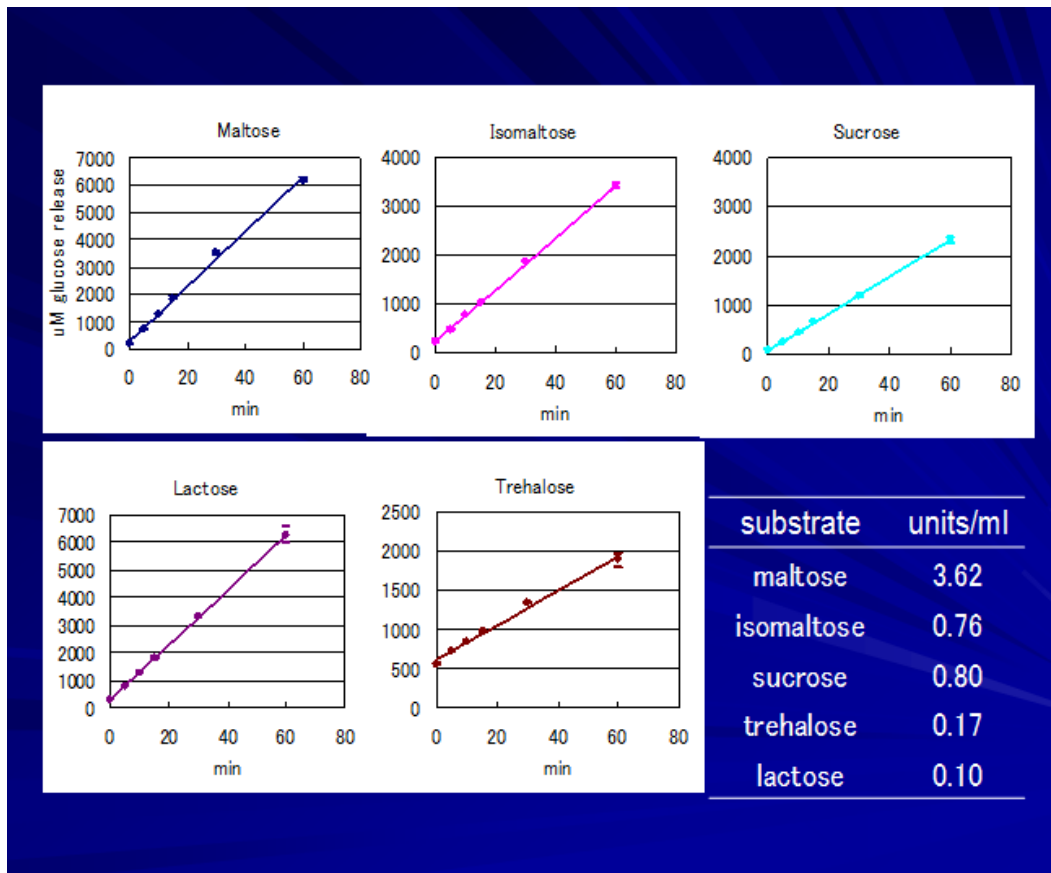 Maltose
uM glucose release
7000
6000
5000
4000
3000
2000
1000
0
0 20 40 60 80
min
Isomaltose
4000
3000
2000
1000
0
0 20 40 60 80
min
Sucrose
4000
3000
2000
1000
0
0 20 40 60 80
min
Lactose
7000
6000
5000
4000
3000
2000
1000
0
0 20 40 60 80
min
Trehalose
2500
2000
1500
1000
500
0
0 20 40 60 80
min
substrate units/ml
maltose 3.62
isomaltose 0.76
sucrose 0.80
trehalose 0.17
lactose 0.10